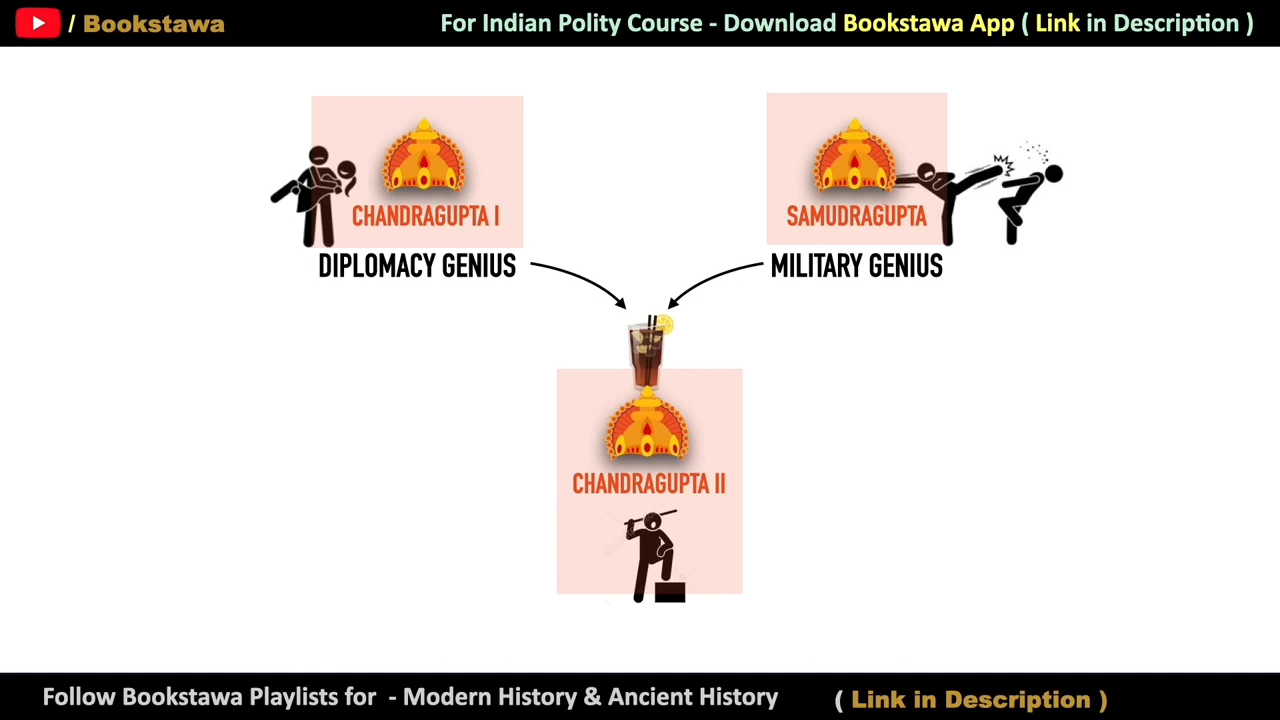 / Bookstawa
For Indian Polity Course - Download Bookstawa App ( Link in Description )
CHANDRAGUPTA I
SAMUDRAGUPTA
DIPLOMACY GENIUS
MILITARY GENIUS
CHANDRAGUPTA II
Follow Bookstawa Playlists for - Modern History & Ancient History ( Link in Description )